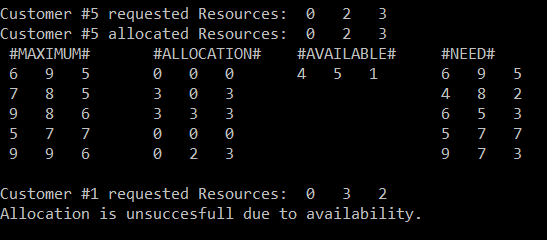 Customer #5 requested Resources:  0   2   3
Customer #5 allocated Resources:  0   2   3
#MAXIMUM#   #ALLOCATION#   #AVAILABLE#   #NEED#
6   9   5   0   0   0   4   5   1   6   9   5
7   8   5   3   0   3   4   8   2
9   8   6   3   3   3   6   5   3
5   7   7   0   0   0   5   7   7
9   9   6   0   2   3   9   7   3
Customer #1 requested Resources:  0   3   2
Allocation is unsuccesfull due to availability.